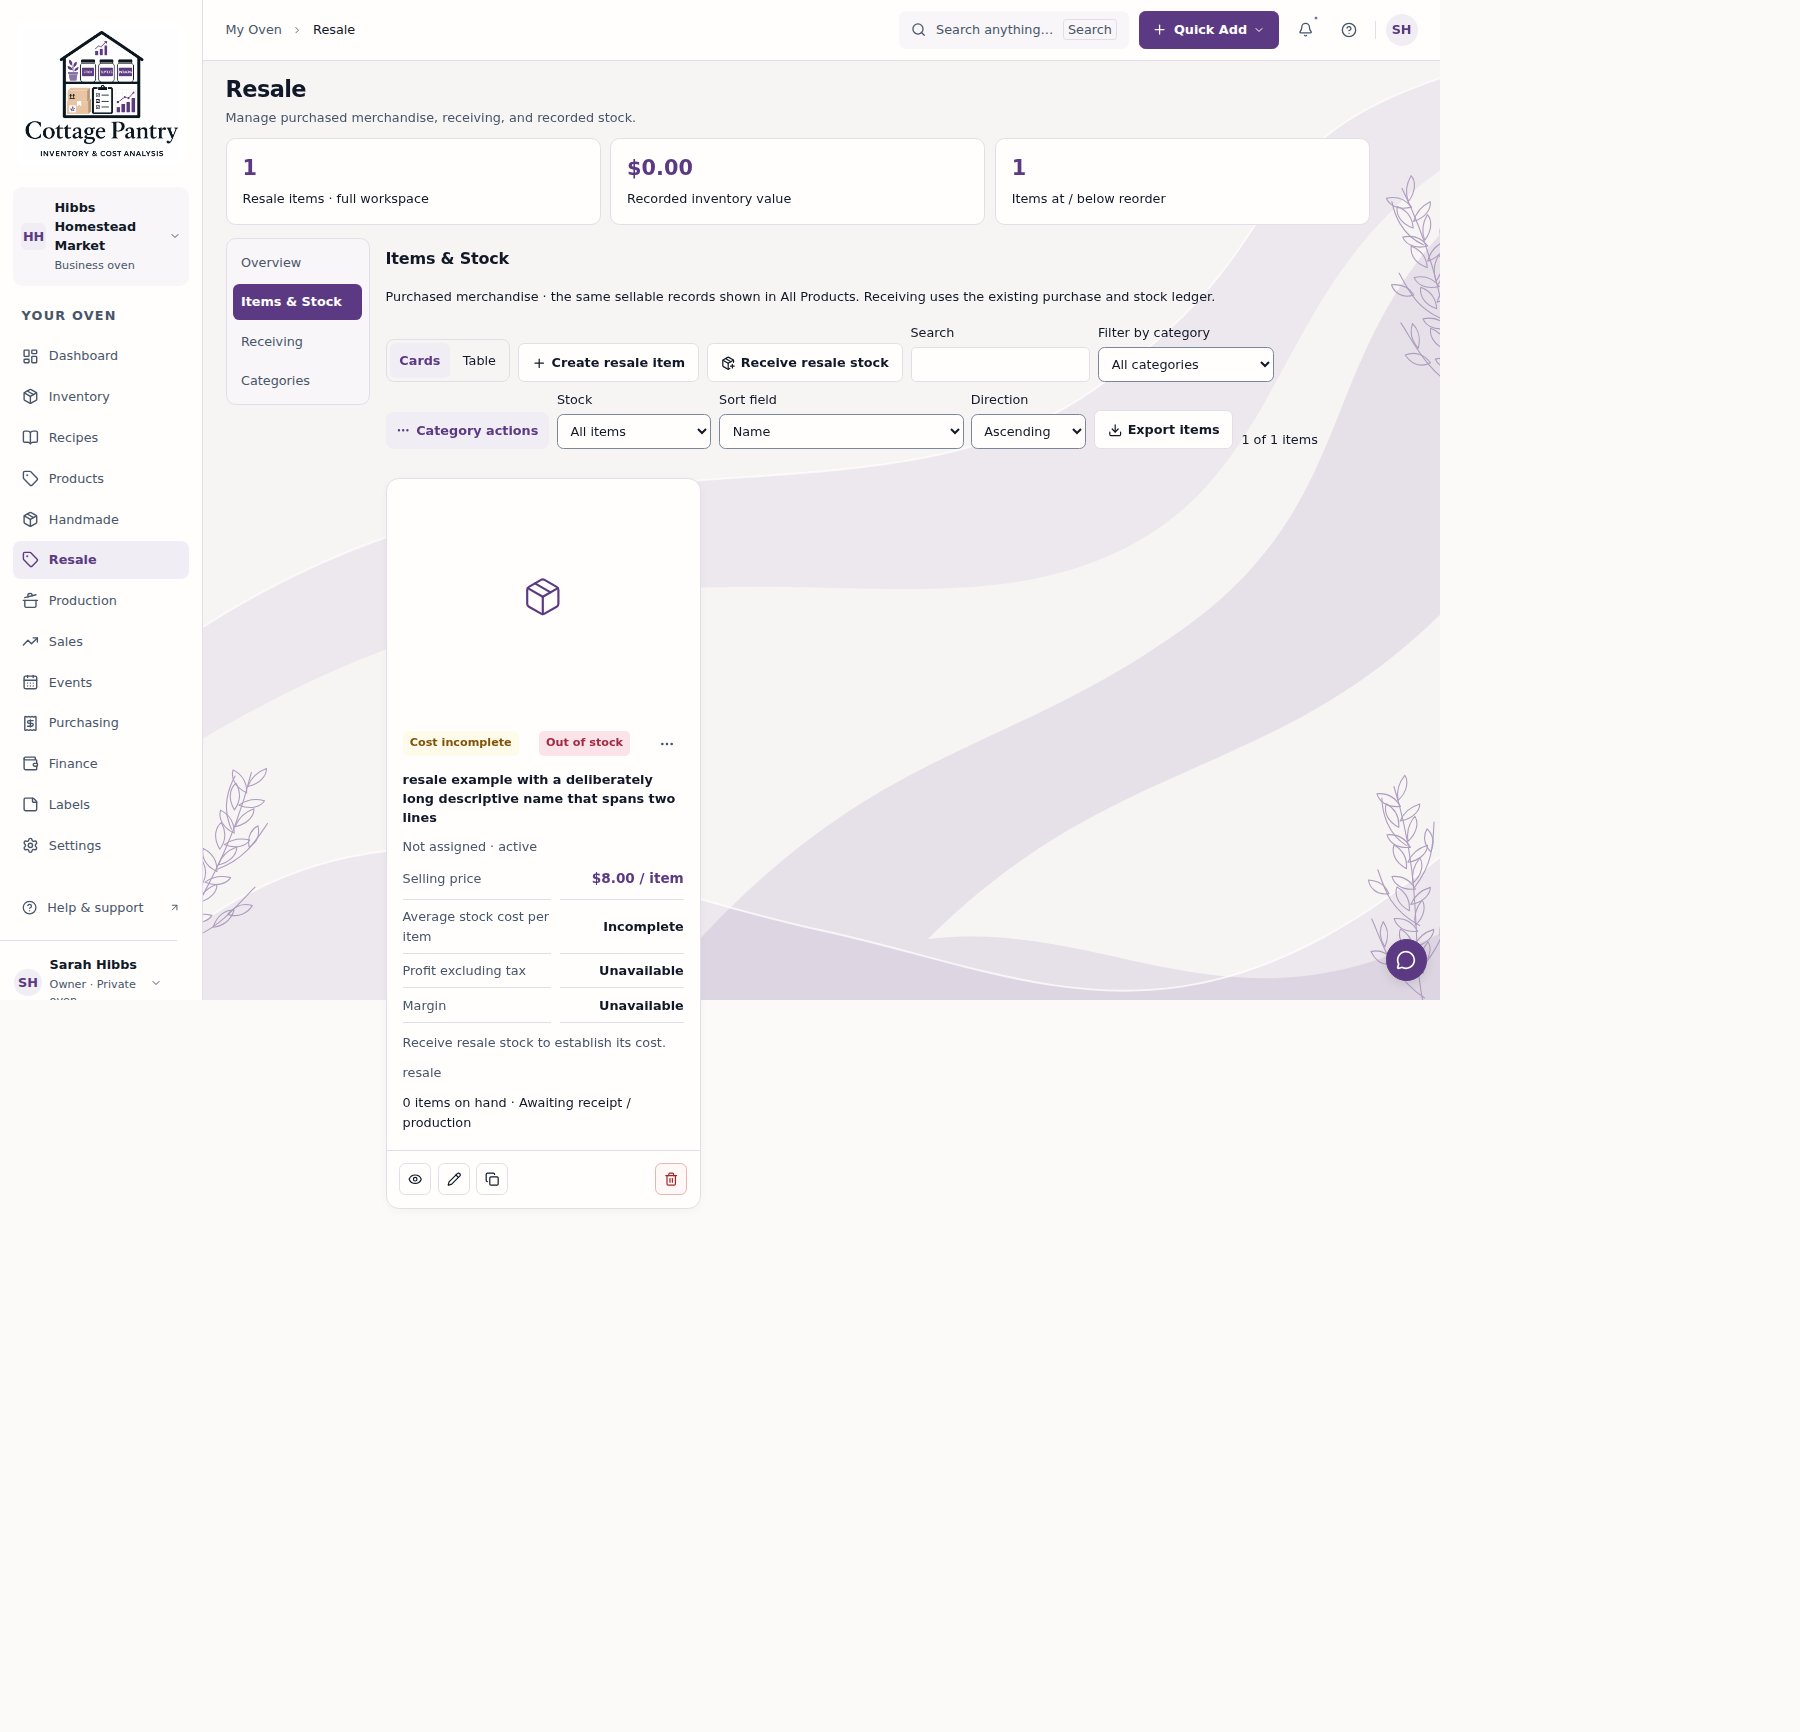 Cottage Pantry
INVENTORY & COST ANALYSIS
HH
Hibbs
Homestead
Market
Business oven
YOUR OVEN
Dashboard
Inventory
Recipes
Products
Handmade
Resale
Production
Sales
Events
Purchasing
Finance
Labels
Settings
Help & support
SH
Sarah Hibbs
Owner · Private
My Oven › Resale
Search anything... Search
Quick Add
SH
Resale
Manage purchased merchandise, receiving, and recorded stock.
1
Resale items · full workspace
$0.00
Recorded inventory value
1
Items at / below reorder
Overview
Items & Stock
Receiving
Categories
Items & Stock
Purchased merchandise · the same sellable records shown in All Products. Receiving uses the existing purchase and stock ledger.
Cards Table
Create resale item
Receive resale stock
Search
Filter by category
All categories
Category actions
Stock
All items
Sort field
Name
Direction
Ascending
Export items
1 of 1 items
Cost incomplete Out of stock
resale example with a deliberately
long descriptive name that spans two
lines
Not assigned · active
Selling price $8.00 / item
Average stock cost per
item
Incomplete
Profit excluding tax Unavailable
Margin Unavailable
Receive resale stock to establish its cost.
resale
0 items on hand · Awaiting receipt /
production